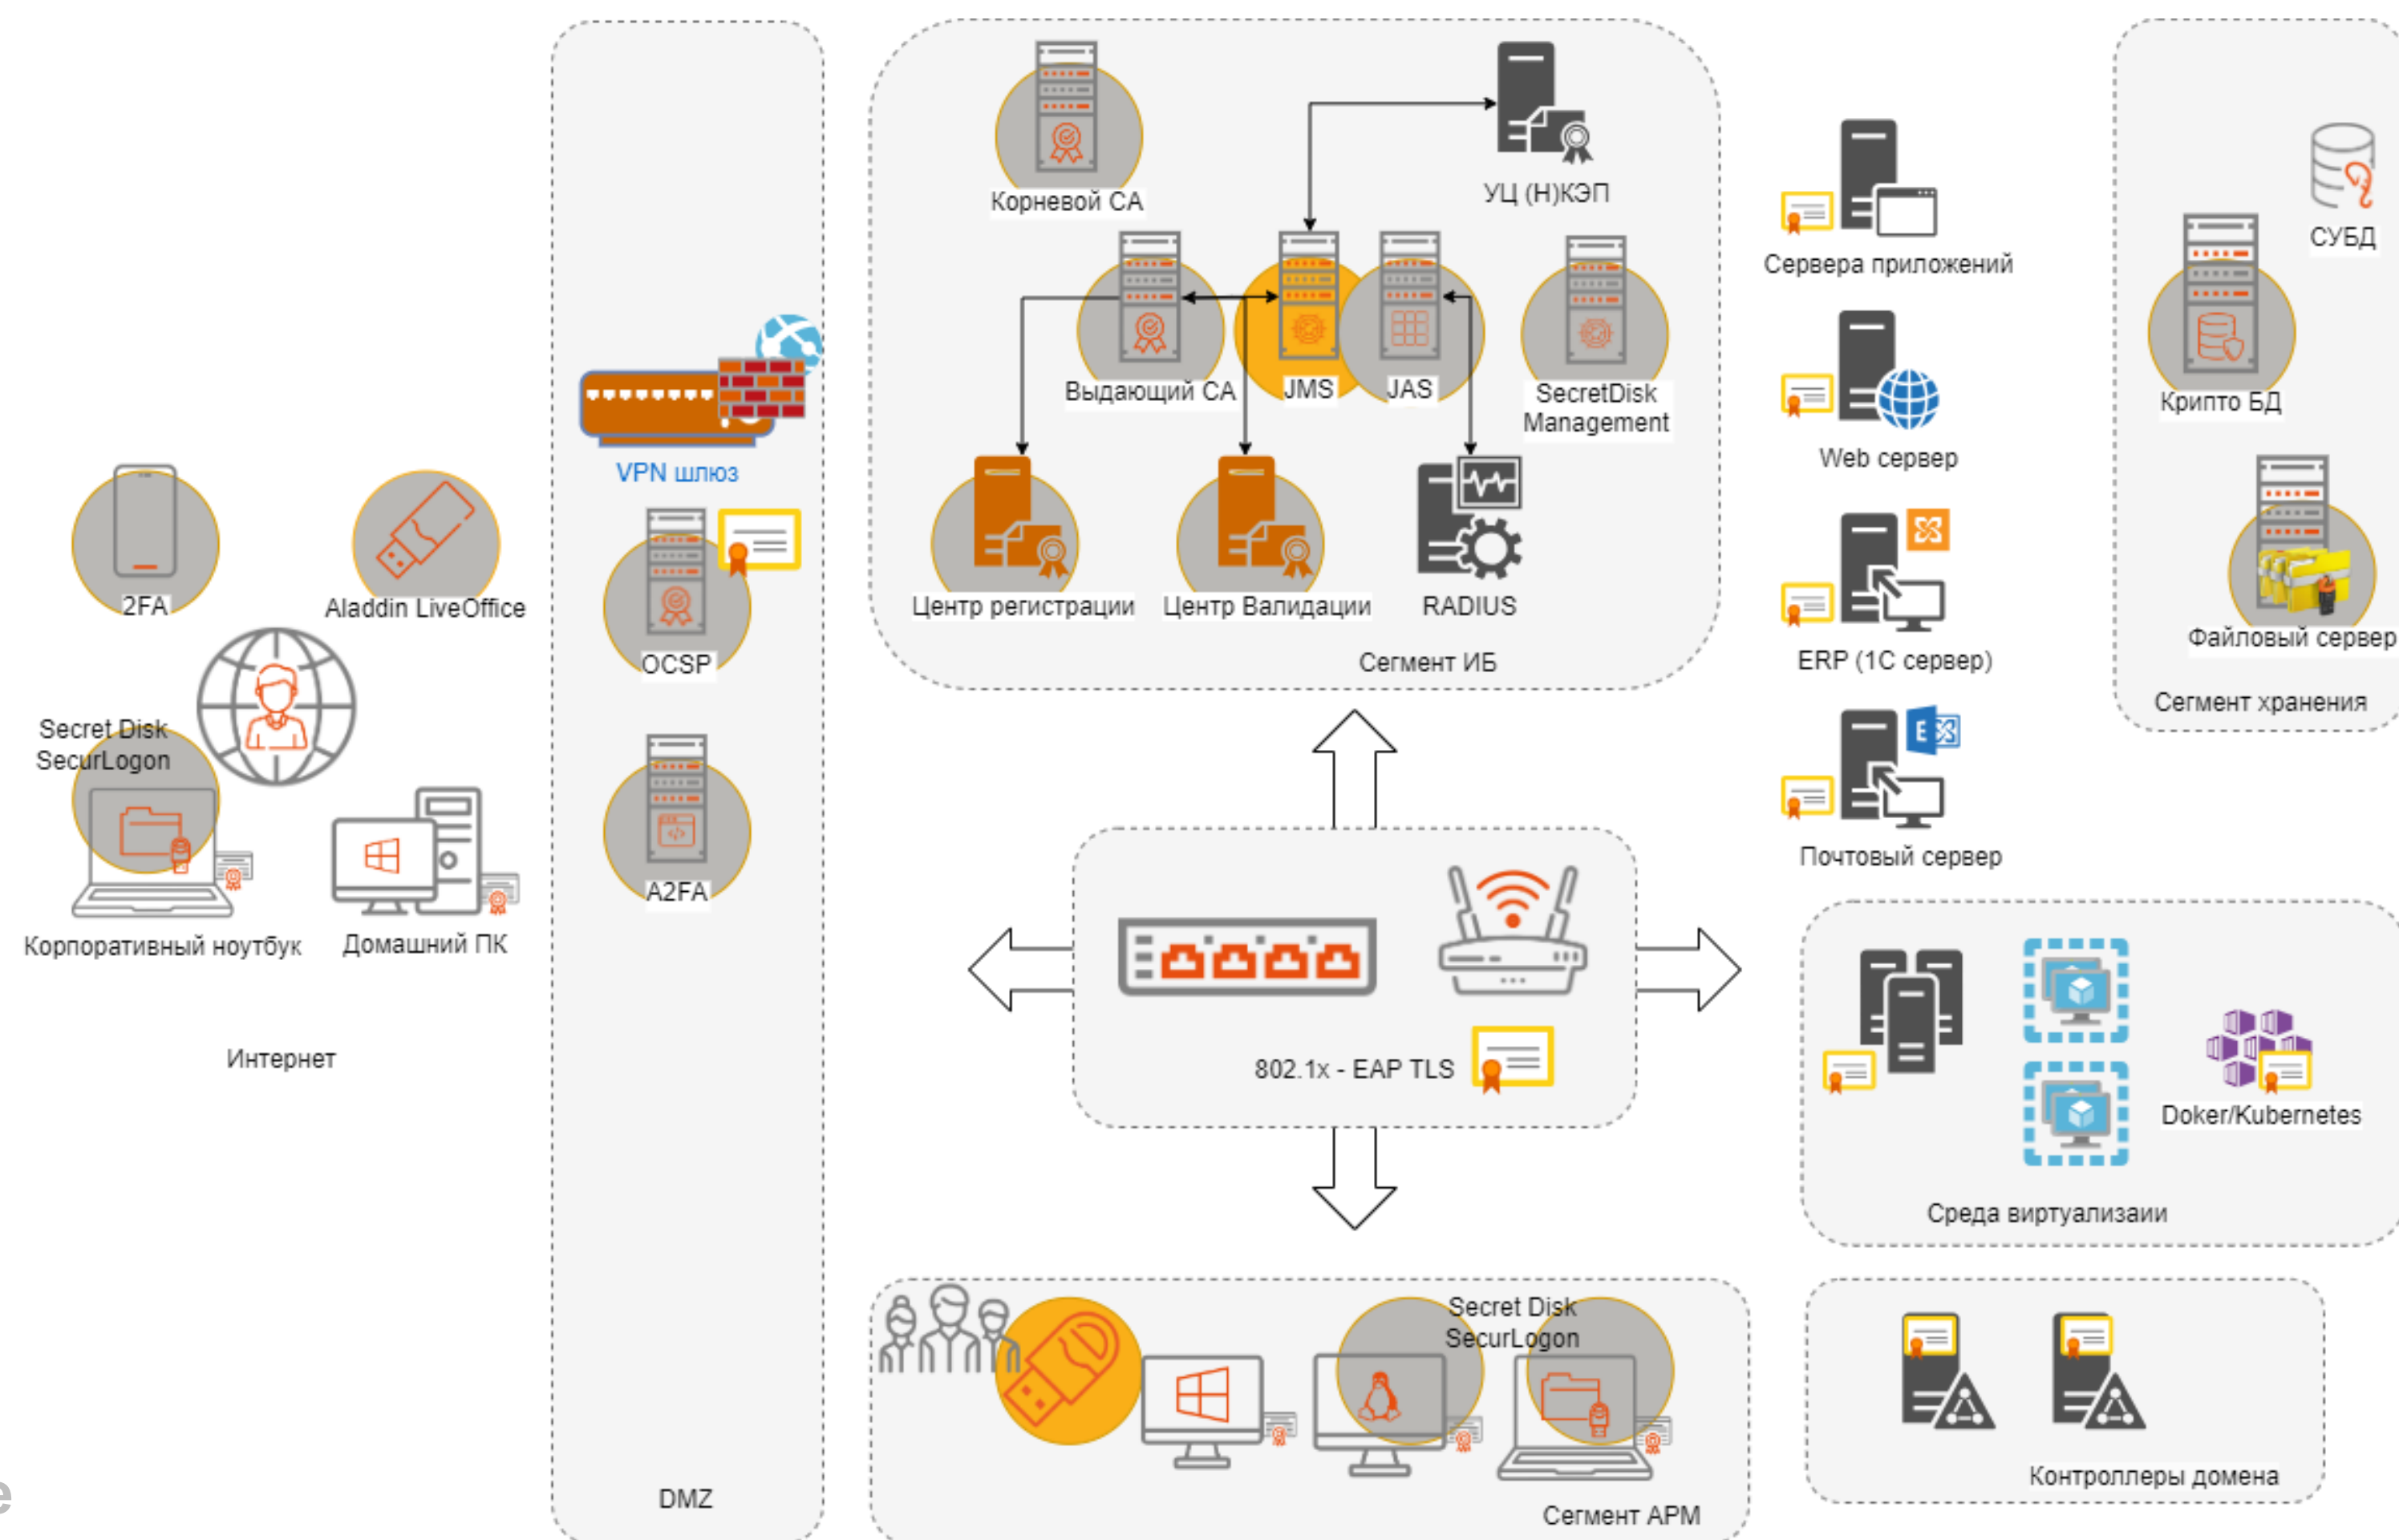 Корневой CA
УЦ (Н)КЭП
Выдающий CA
JMS
JAS
SecretDisk
Management
Центр регистрации
Центр Валидации
RADIUS
Сегмент ИБ
Сервера приложений
Web сервер
ERP (1С сервер)
E
Почтовый сервер
СУБД
Крипто БД
Файловый сервер
Сегмент хранения
VPN шлюз
OCSP
A2FA
DMZ
2FA
Aladdin LiveOffice
Secret Disk
SecurLogon
Корпоративный ноутбук
Домашний ПК
Интернет
802.1x - EAP TLS
Doker/Kubernetes
Среда виртуализаии
Secret Disk
SecurLogon
Сегмент АРМ
Контроллеры домена
e